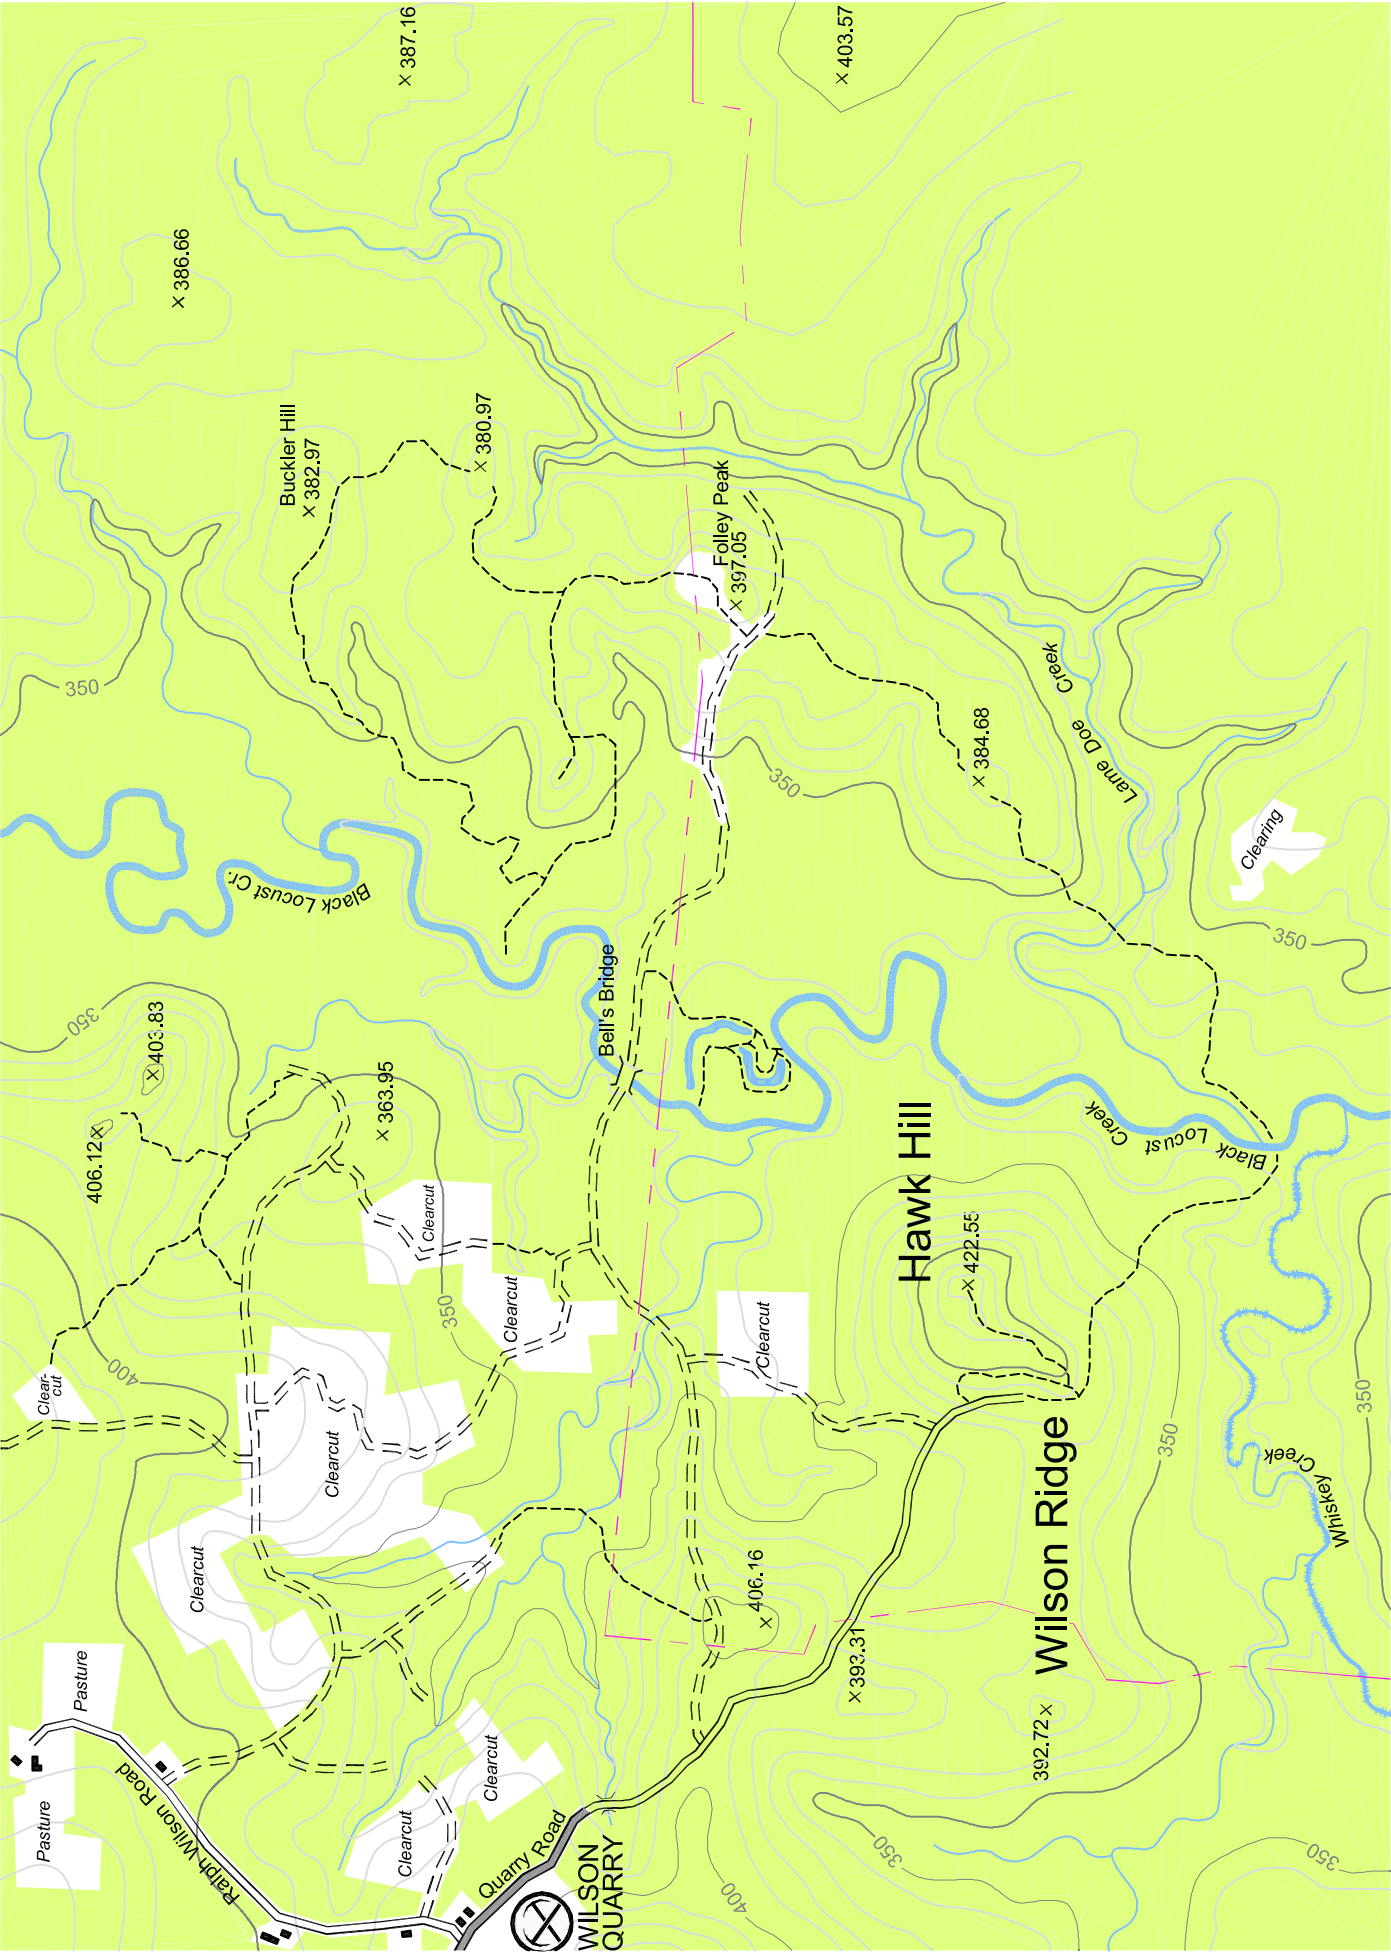 387.16
403.57
386.66
Buckler Hill
382.97
380.97
Folley Peak
397.05
350
384.68
350
Lame Doe Creek
Clearing
Black Locust Cr.
350
Bell's Bridge
350
403.83
406.12
363.95
Black Locust Creek
Hawk Hill
422.55
Clearcut
Clearcut
350
Clearcut
400
Clear-
cut
Clearcut
Clearcut
350
350
Wilson Ridge
Whiskey Creek
406.16
393.31
392.72
Pasture
Pasture
Ralph Wilson Road
Clearcut
Clearcut
Quarry Road
WILSON
QUARRY
400
350
350